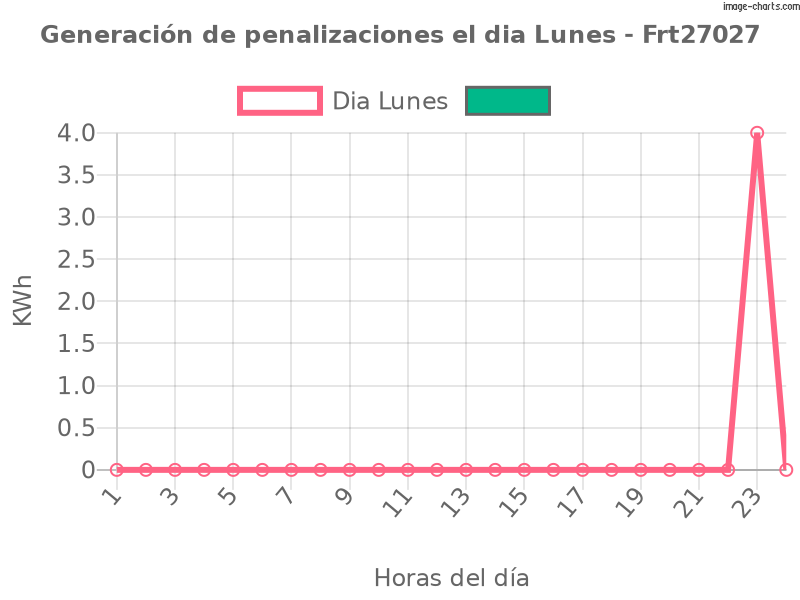 image-charts.com
Generación de penalizaciones el dia Lunes - Frt27027
Dia Lunes
4.0
3.5
3.0
2.5
2.0
1.5
1.0
0.5
0
KWh
1 3 5 7 9 11 13 15 17 19 21 23
Horas del día